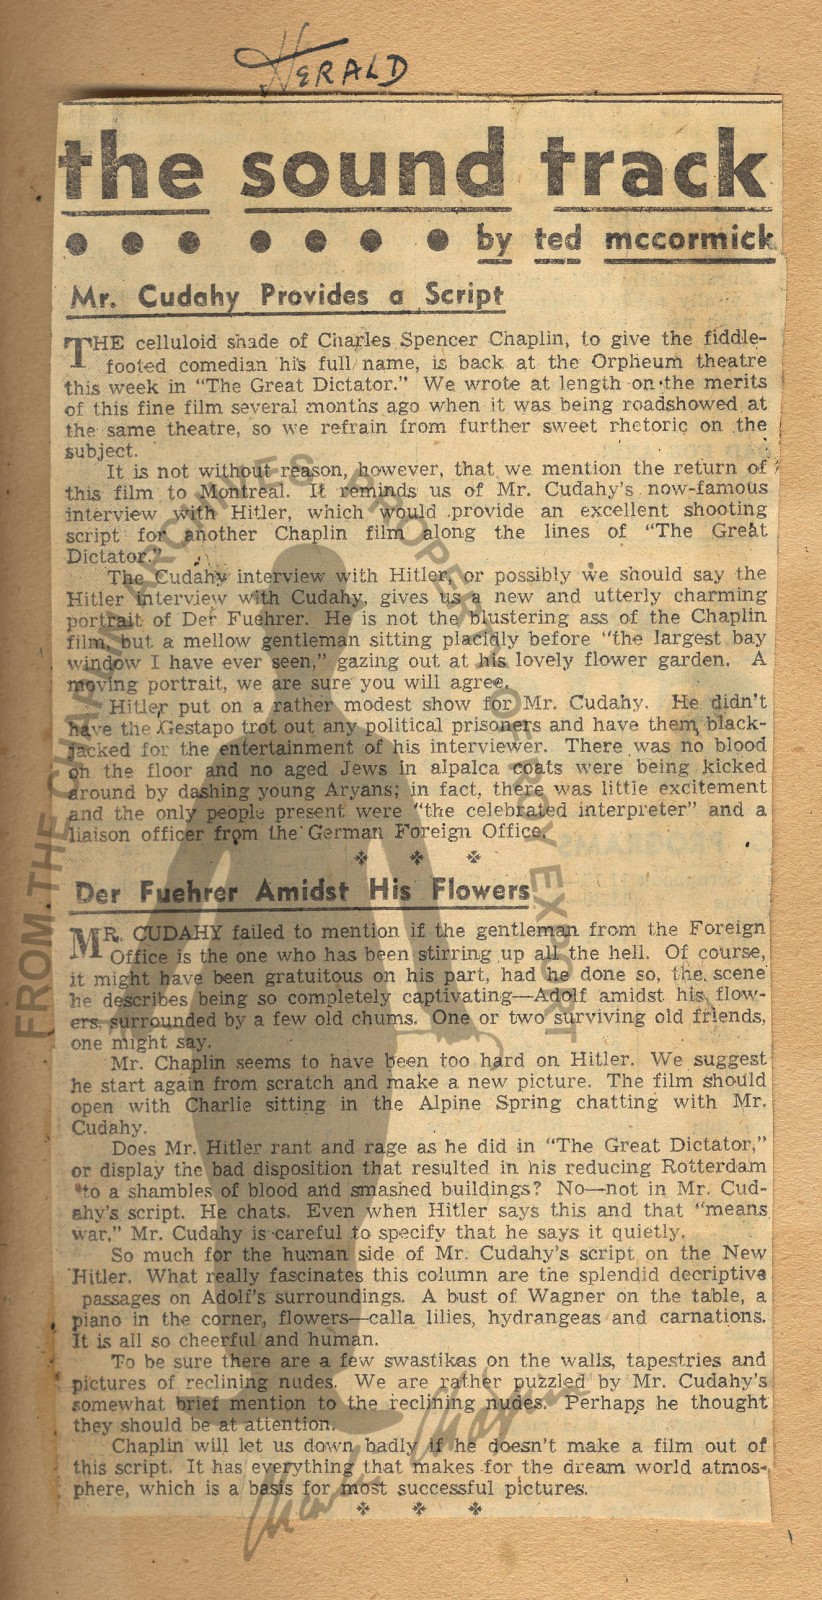 HERALD
the sound track
by ted mccormick
Mr. Cudahy Provides a Script
THE celluloid shade of Charles Spencer Chaplin, to give the fiddle-
footed comedian his full name, is back at the Orpheum theatre
this week in "The Great Dictator." We wrote at length on the merits
of this fine film several months ago when it was being roadshowed at
the same theatre, so we refrain from further sweet rhetoric on the
subject.
It is not without reason, however, that we mention the return of
this film to Montreal. It reminds us of Mr. Cudahy's now-famous
interview with Hitler, which would provide an excellent shooting
script for another Chaplin film along the lines of "The Great
Dictator."
The Cudahy interview with Hitler, or possibly we should say the
Hitler interview with Cudahy, gives us a new and utterly charming
portrait of Der Fuehrer. He is not the blustering ass of the Chaplin
film, but a mellow gentleman sitting placidly before "the largest bay
window I have ever seen," gazing out at his lovely flower garden. A
moving portrait, we are sure you will agree.
Hitler put on a rather modest show for Mr. Cudahy. He didn't
have the Gestapo trot out any political prisoners and have them black-
jacked for the entertainment of his interviewer. There was no blood
on the floor and no aged Jews in alpalca coats were being kicked
around by dashing young Aryans; in fact, there was little excitement
and the only people present were "the celebrated interpreter" and a
liaison officer from the German Foreign Office.
Der Fuehrer Amidst His Flowers
MR. CUDAHY failed to mention if the gentleman from the Foreign
Office is the one who has been stirring up all the hell. Of course,
it might have been gratuitous on his part, had he done so, the scene
he describes being so completely captivating—Adolf amidst his flow-
ers, surrounded by a few old chums. One or two surviving old friends,
one might say.
Mr. Chaplin seems to have been too hard on Hitler. We suggest
he start again from scratch and make a new picture. The film should
open with Charlie sitting in the Alpine Spring chatting with Mr.
Cudahy.
Does Mr. Hitler rant and rage as he did in "The Great Dictator,"
or display the bad disposition that resulted in his reducing Rotterdam
to a shambles of blood and smashed buildings? No—not in Mr. Cud-
ahy's script. He chats. Even when Hitler says this and that "means
war," Mr. Cudahy is careful to specify that he says it quietly.
So much for the human side of Mr. Cudahy's script on the New
Hitler. What really fascinates this column are the splendid decriptive
passages on Adolf's surroundings. A bust of Wagner on the table, a
piano in the corner, flowers—calla lilies, hydrangeas and carnations.
It is all so cheerful and human.
To be sure there are a few swastikas on the walls, tapestries and
pictures of reclining nudes. We are rather puzzled by Mr. Cudahy's
somewhat brief mention to the reclining nudes. Perhaps he thought
they should be at attention.
Chaplin will let us down badly if he doesn't make a film out of
this script. It has everything that makes for the dream world atmos-
phere, which is a basis for most successful pictures.
FROM THE CHAPLIN ARCHIVES PROPERTY OF ROY EXPORT
Charlie Chaplin